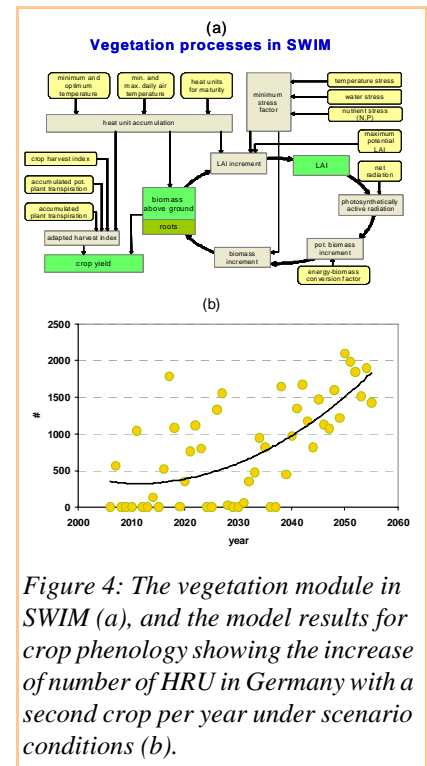 (a)
Vegetation processes in SWIM
minimum and
optimum
temperature
min. and
max. daily air
temperature
heat units
for maturity
heat unit accumulation
minimum
stress
factor
temperature stress
water stress
nutrient stress
(N,P)
maximum
potential
LAI
crop harvest index
accumulated pot.
plant transpiration
accumulated
plant transpiration
LAI increment
LAI
net
radiation
photosynthetically
active radiation
biomass
above ground
roots
adapted harvest index
crop yield
biomass
increment
pot. biomass
increment
energy-biomass
conversion factor
(b)
2500
2000
1500
1000
500
0
#
2000
2010
2020
2030
2040
2050
2060
year
Figure 4: The vegetation module in
SWIM (a), and the model results for
crop phenology showing the increase
of number of HRU in Germany with a
second crop per year under scenario
conditions (b).